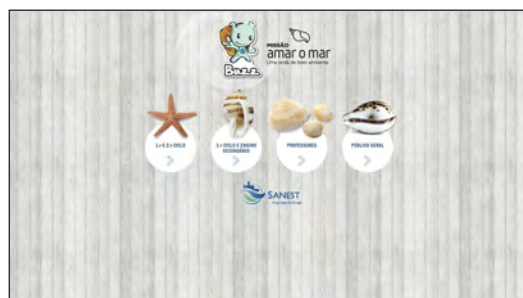 MISSÃO
amar o mar
Uma onda de bom ambiente
Buzz
1.º E 2.º CICLO
3.º CICLO E ENSINO
SECUNDÁRIO
PROFESSORES
PÚBLICO GERAL
SANEST